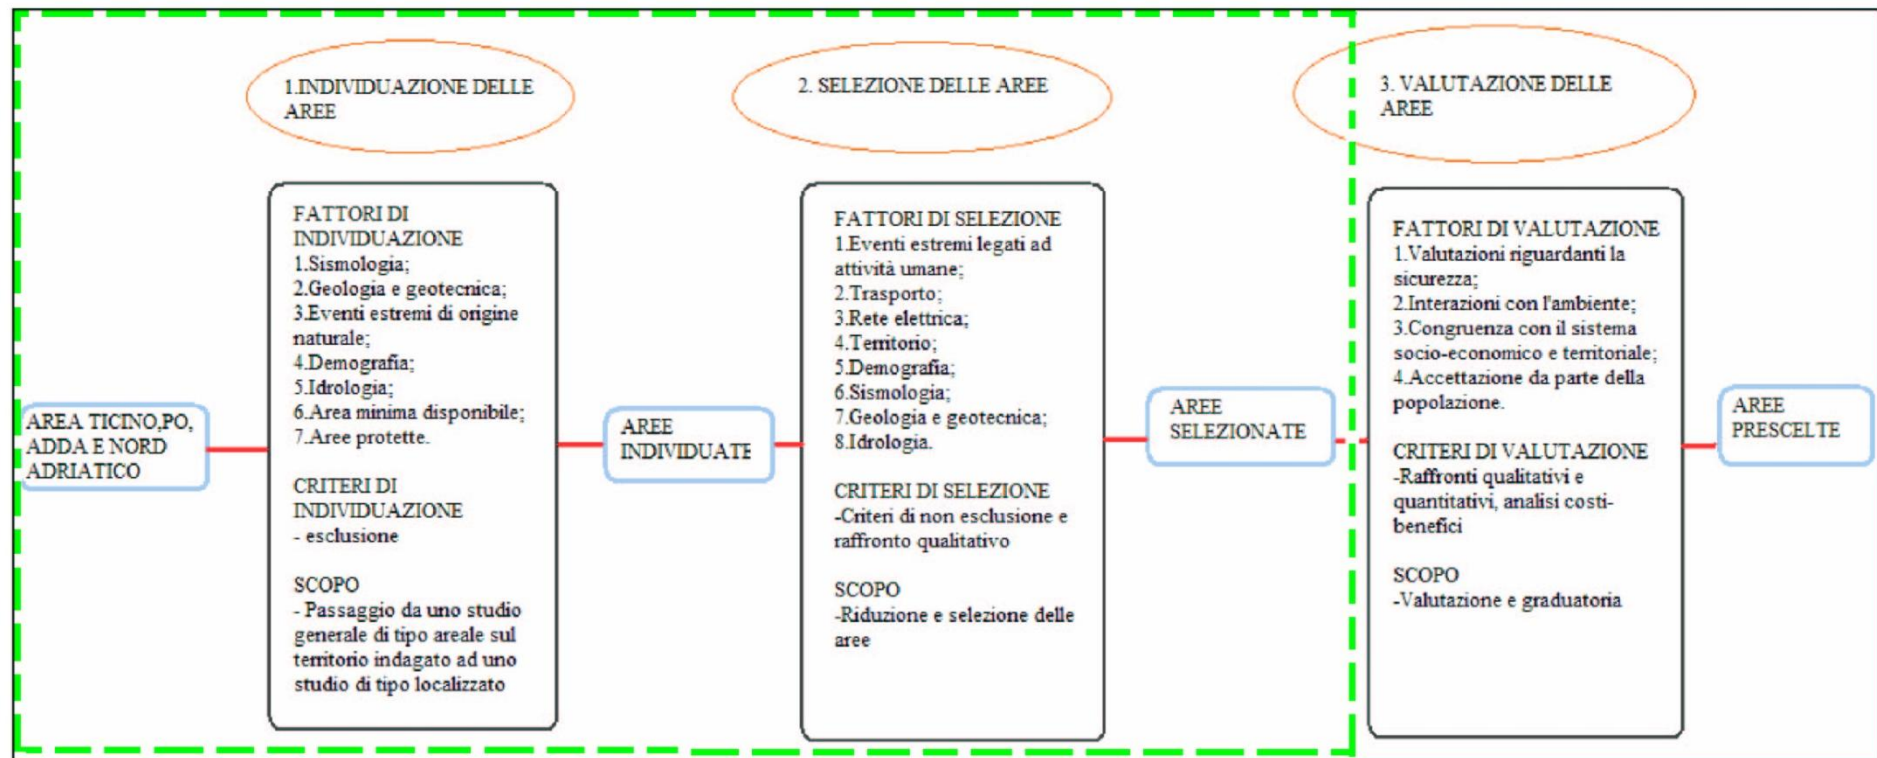 1.INDIVIDUAZIONE DELLE
AREE
2. SELEZIONE DELLE AREE
3. VALUTAZIONE DELLE
AREE
AREA TICINO,PO,
ADDA E NORD
ADRIATICO
FATTORI DI
INDIVIDUAZIONE
1.Sismologia;
2.Geologia e geotecnica;
3.Eventi estremi di origine
naturale;
4.Demografia;
5.Idrologia;
6.Area minima disponibile;
7.Aree protette.
CRITERI DI
INDIVIDUAZIONE
- esclusione
SCOPO
- Passaggio da uno studio
generale di tipo areale sul
territorio indagato ad uno
studio di tipo localizzato
AREE
INDIVIDUATE
FATTORI DI SELEZIONE
1.Eventi estremi legati ad
attività umane;
2.Trasporto;
3.Rete elettrica;
4.Territorio;
5.Demografia;
6.Sismologia;
7.Geologia e geotecnica;
8.Idrologia.
CRITERI DI SELEZIONE
-Criteri di non esclusione e
raffronto qualitativo
SCOPO
-Riduzione e selezione delle
aree
AREE
SELEZIONATE
FATTORI DI VALUTAZIONE
1.Valutazioni riguardanti la
sicurezza;
2.Interazioni con l'ambiente;
3.Congruenza con il sistema
socio-economico e territoriale;
4.Accettazione da parte della
popolazione.
CRITERI DI VALUTAZIONE
-Raffronti qualitativi e
quantitativi, analisi costi-
benefici
SCOPO
-Valutazione e graduatoria
AREE
PRESCELTE